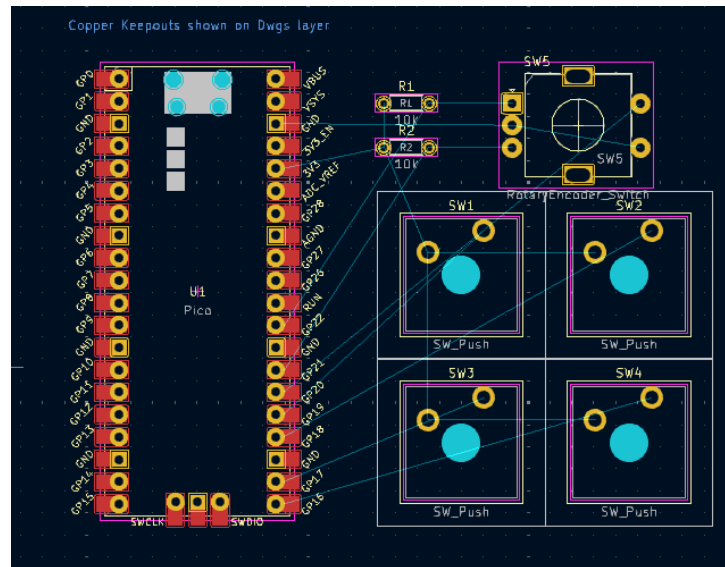 Copper Keepouts shown on Dwgs layer
GP0
GP1
GND
GP2
GP3
GP4
GP5
GND
GP6
GP7
GP8
GP9
GND
GP10
GP11
GP12
GP13
GND
GP14
GP15
U1
Pico
SWCLK
SWDIO
VBUS
VSYS
GND
3V3_EN
3V3
ADC_VREF
GP28
AGND
GP27
GP26
RUN
GP22
GND
GP21
GP20
GP19
GP18
GND
GP17
GP16
R1
R1
10k
R2
R2
10k
SW5
SW5
RotaryEncoder_Switch
SW1
SW_Push
SW2
SW_Push
SW3
SW_Push
SW4
SW_Push